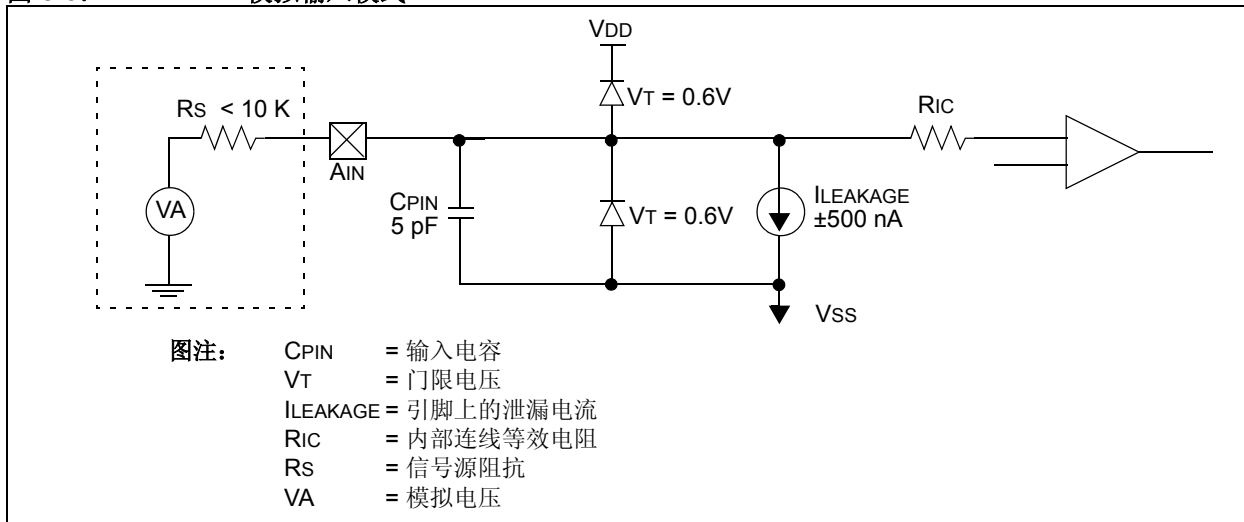 模拟输入模式
VDD
VT = 0.6V
RS < 10 K
RIC
AIN
VA
CPIN
5 pF
VT = 0.6V
ILEAKAGE
±500 nA
VSS
图注:
CPIN = 输入电容
VT = 门限电压
ILEAKAGE = 引脚上的泄漏电流
RIC = 内部连线等效电阻
RS = 信号源阻抗
VA = 模拟电压